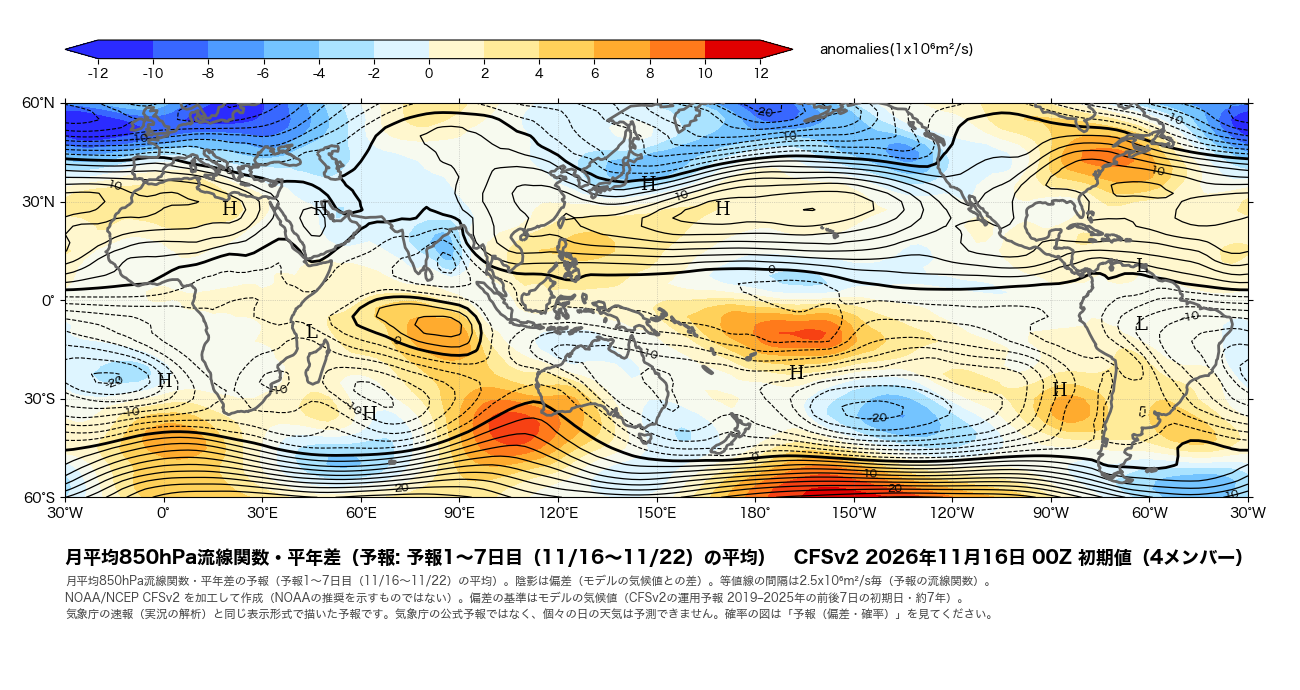 anomalies(1x10⁶m²/s)
-12 -10 -8 -6 -4 -2 0 2 4 6 8 10 12
60°N
30°N
0°
30°S
60°S
30°W 0° 30°E 60°E 90°E 120°E 150°E 180° 150°W 120°W 90°W 60°W 30°W
月平均850hPa流線関数・平年差（予報: 予報1〜7日目（11/16〜11/22）の平均） CFSv2 2026年11月16日 00Z 初期値（4メンバー）
月平均850hPa流線関数・平年差の予報（予報1〜7日目（11/16〜11/22）の平均）。陰影は偏差（モデルの気候値との差）。等値線の間隔は2.5x10⁶m²/s毎（予報の流線関数）。
NOAA/NCEP CFSv2 を加工して作成（NOAAの推奨を示すものではない）。偏差の基準はモデルの気候値（CFSv2の運用予報 2019–2025年の前後7日の初期日・約7年）。
気象庁の速報（実況の解析）と同じ表示形式で描いた予報です。気象庁の公式予報ではなく、個々の日の天気は予測できません。確率の図は「予報（偏差・確率）」を見てください。